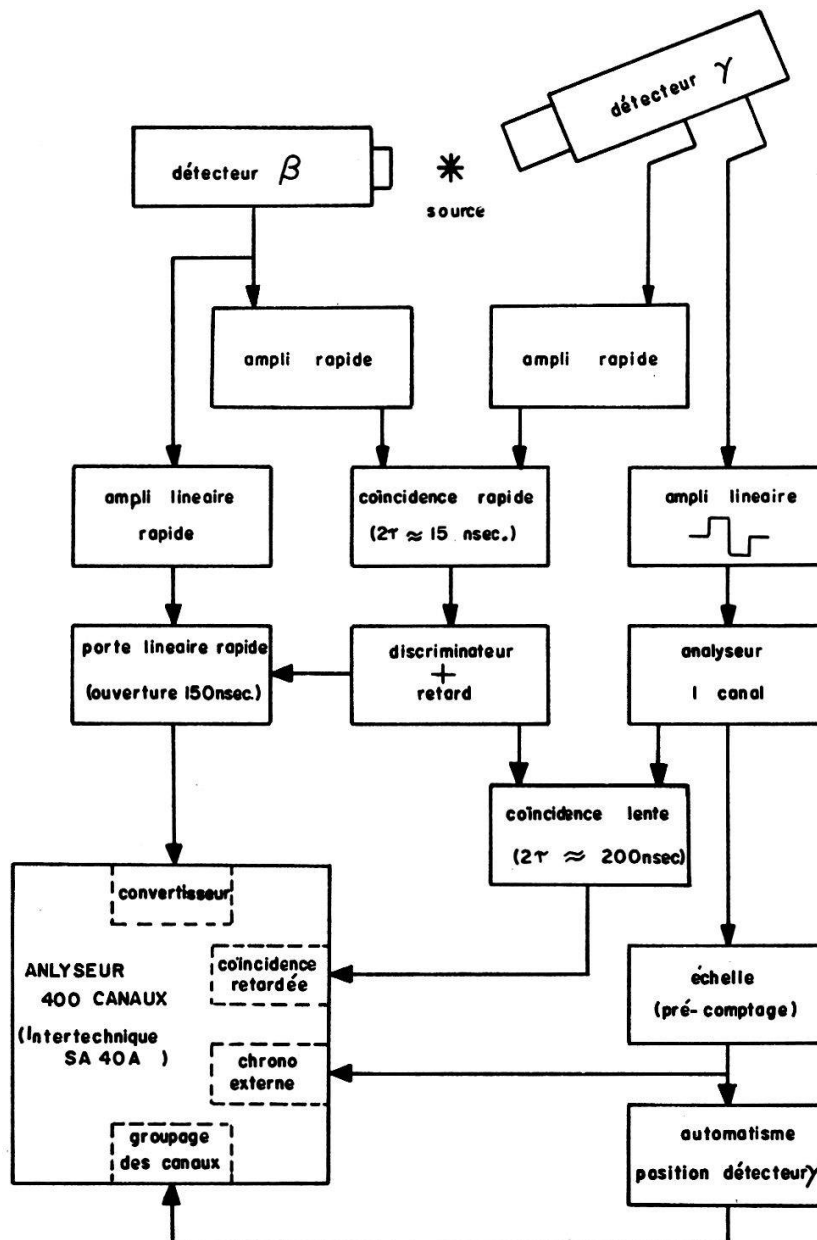 détecteur γ
détecteur β
source
ampli rapide
ampli rapide
ampli lineaire
rapide
coïncidence rapide
(2τ ≈ 15 nsec.)
ampli lineaire
porte lineaire rapide
(ouverture 150nsec.)
discriminateur
+
retard
analyseur
1 canal
coïncidence lente
(2τ ≈ 200nsec)
convertisseur
ANLYSEUR
400 CANAUX
(Intertechnique
SA 40A )
coïncidence
retardée
échelle
(pré-comptage)
chrono
externe
groupage
des canaux
automatisme
position détecteurγ